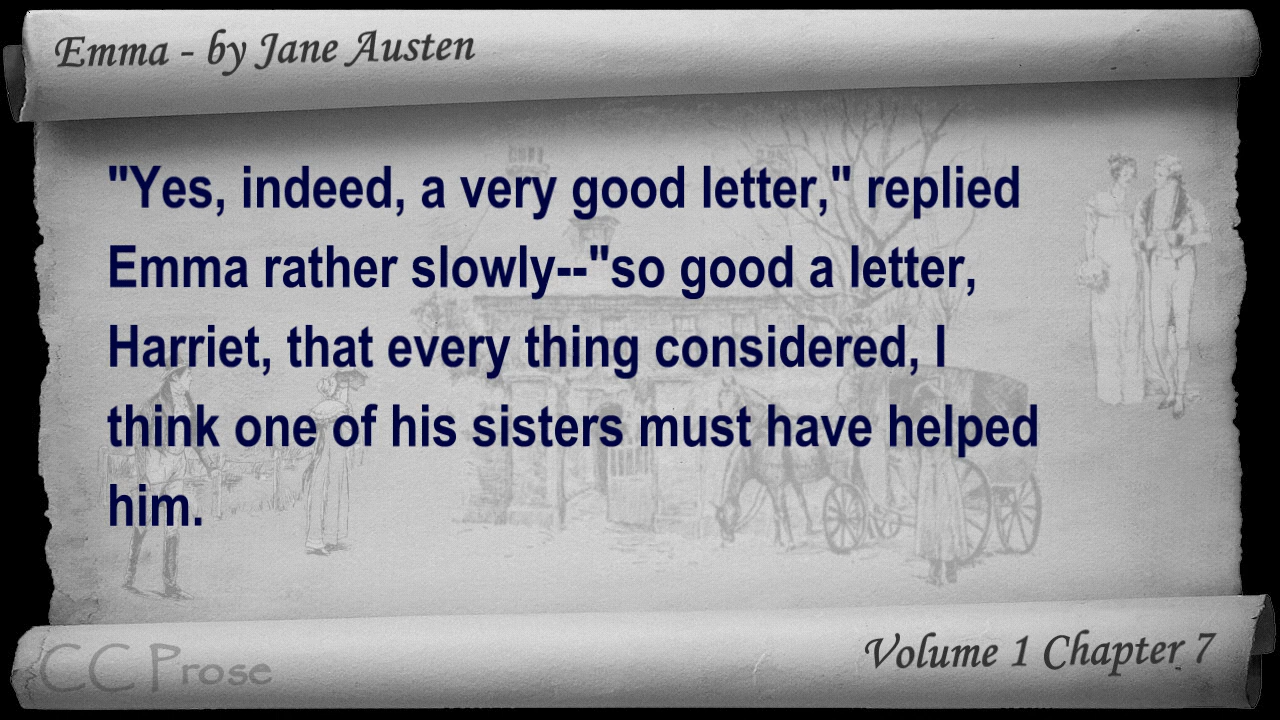 Emma - by Jane Austen
"Yes, indeed, a very good letter," replied
Emma rather slowly--"so good a letter,
Harriet, that every thing considered, I
think one of his sisters must have helped
him.
Volume 1 Chapter 7
CC Prose